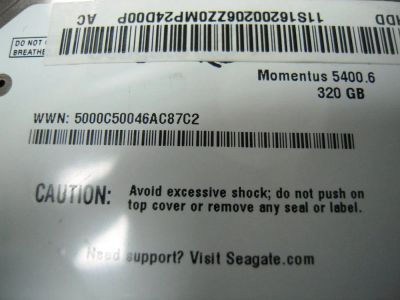 HDD
11S16200206ZZ0MP24D00P AC
DO NOT
BREATHE
Momentus 5400.6
320 GB
WWN: 5000C50046AC87C2
CAUTION: Avoid excessive shock; do not push on
top cover or remove any seal or label.
Need support? Visit Seagate.com